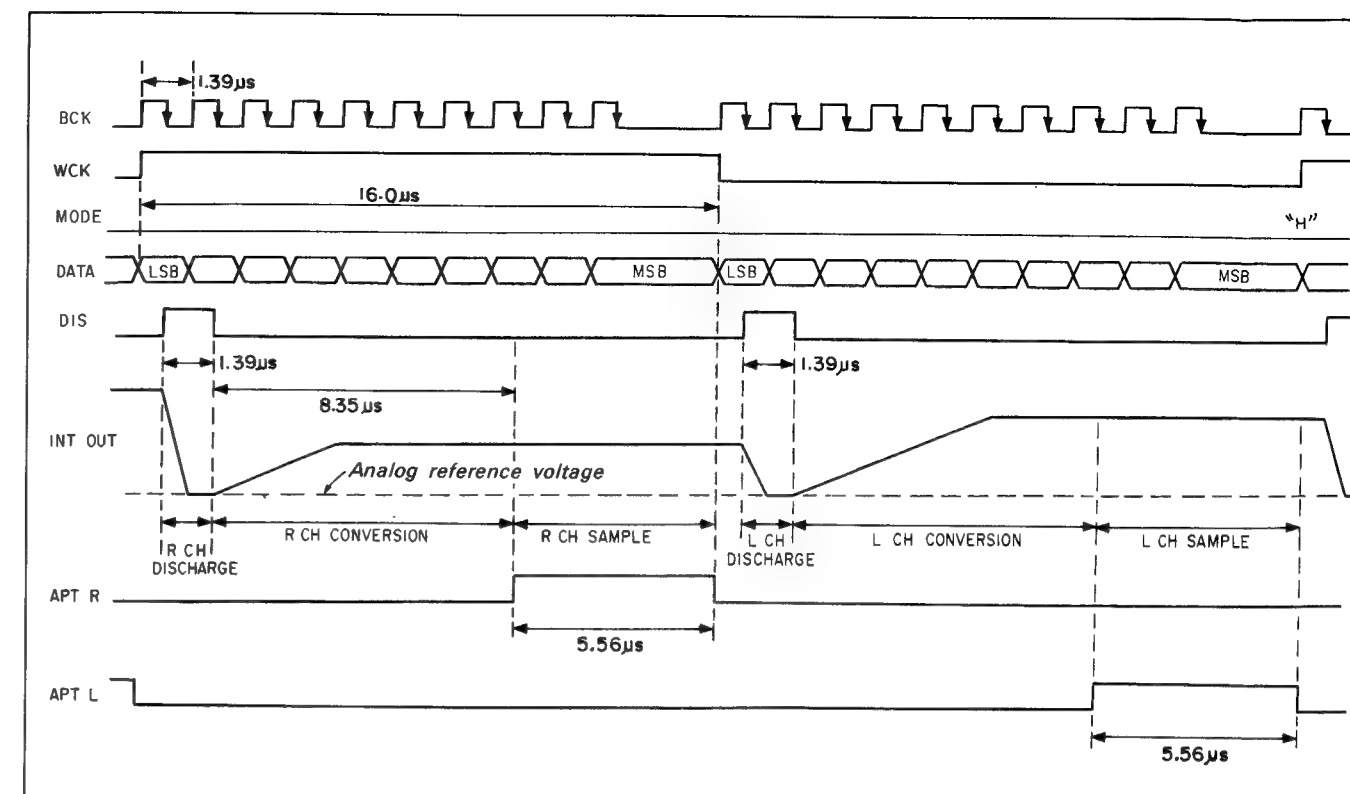 1.39µs
BCK
WCK
16.0µs
MODE
"H"
DATA LSB MSB LSB MSB
DIS
1.39µs 1.39µs
8.35µs
INT OUT
Analog reference voltage
R CH DISCHARGE R CH CONVERSION R CH SAMPLE L CH DISCHARGE L CH CONVERSION L CH SAMPLE
APT R
5.56µs
APT L
5.56µs